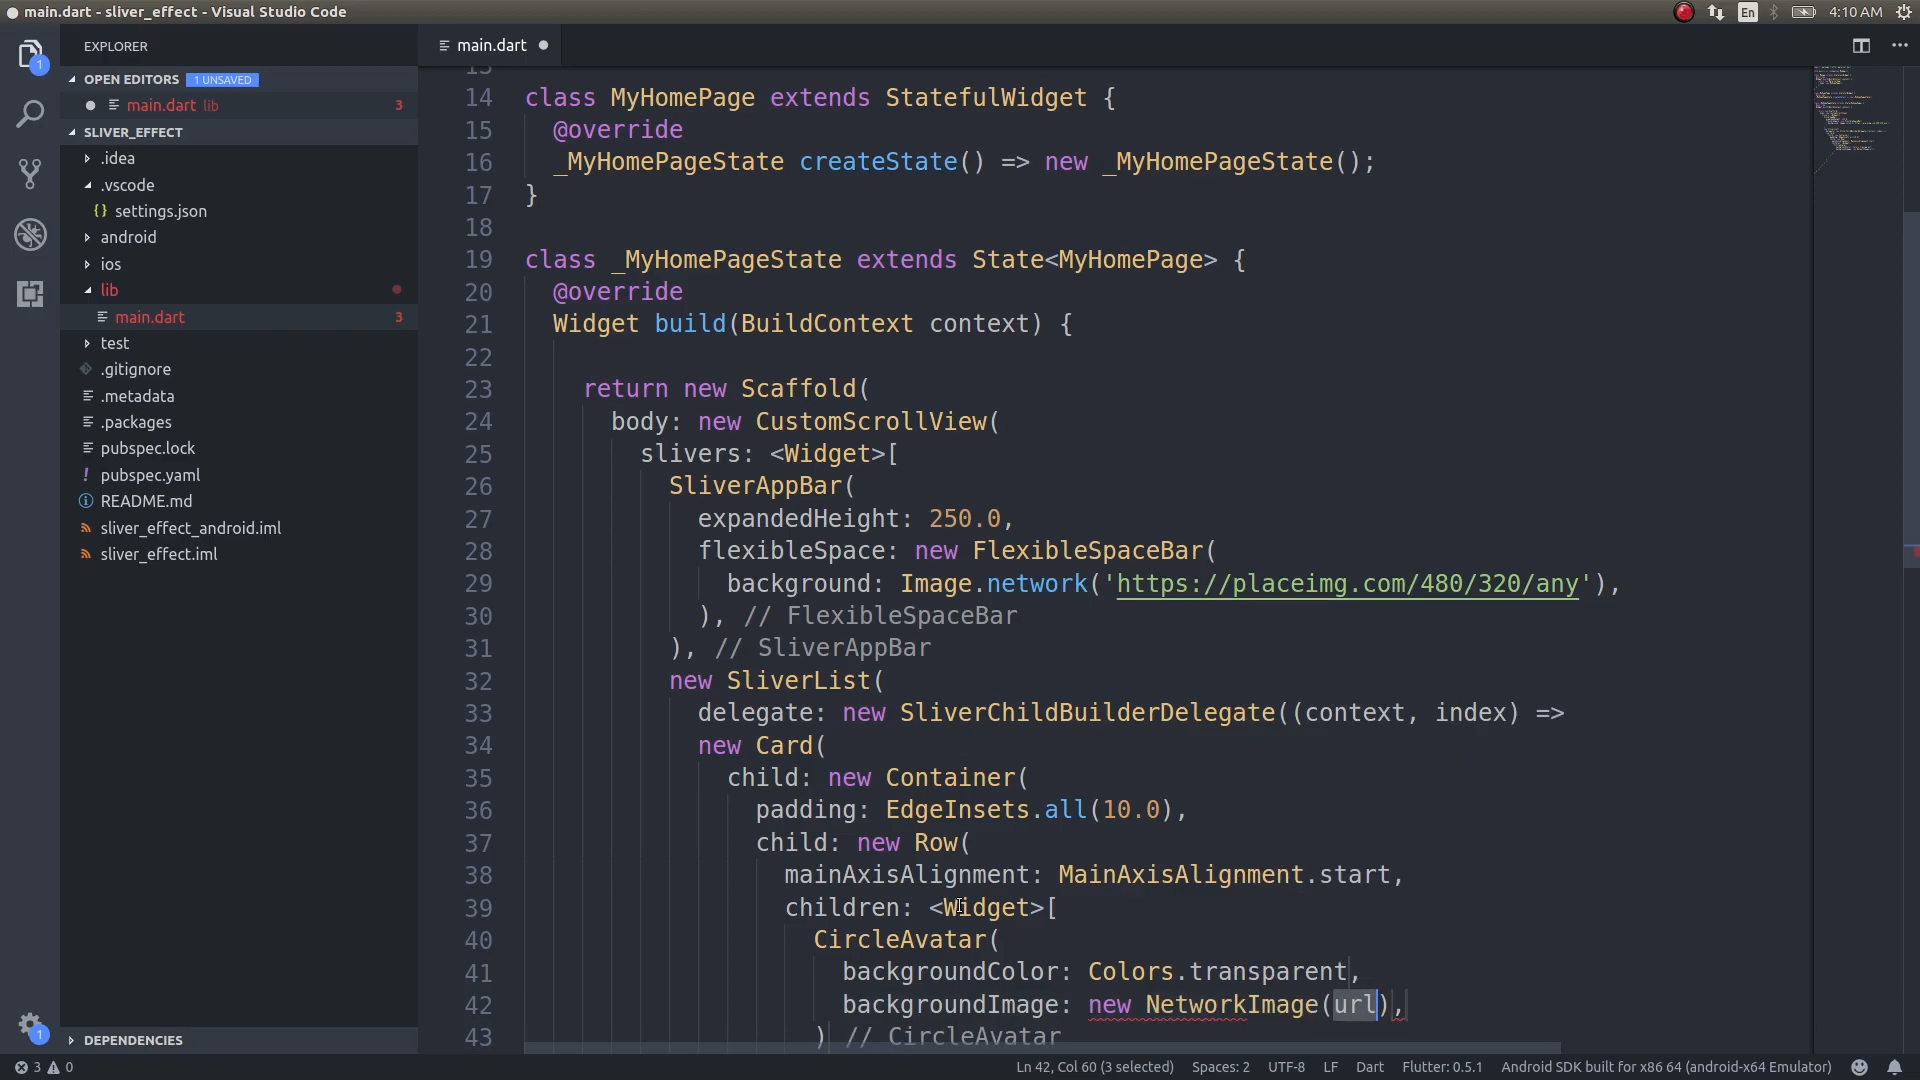 main.dart - sliver_effect - Visual Studio Code
En
4:10 AM
EXPLORER
main.dart
1
OPEN EDITORS 1 UNSAVED
main.dart lib 3
SLIVER_EFFECT
.idea
.vscode
{} settings.json
android
ios
lib
main.dart 3
test
.gitignore
.metadata
.packages
pubspec.lock
! pubspec.yaml
README.md
sliver_effect_android.iml
sliver_effect.iml
1
DEPENDENCIES
15
14 class MyHomePage extends StatefulWidget {
15 @override
16 _MyHomePageState createState() => new _MyHomePageState();
17 }
18
19 class _MyHomePageState extends State<MyHomePage> {
20 @override
21 Widget build(BuildContext context) {
22
23 return new Scaffold(
24 body: new CustomScrollView(
25 slivers: <Widget>[
26 SliverAppBar(
27 expandedHeight: 250.0,
28 flexibleSpace: new FlexibleSpaceBar(
29 background: Image.network('https://placeimg.com/480/320/any'),
30 ), // FlexibleSpaceBar
31 ), // SliverAppBar
32 new SliverList(
33 delegate: new SliverChildBuilderDelegate((context, index) =>
34 new Card(
35 child: new Container(
36 padding: EdgeInsets.all(10.0),
37 child: new Row(
38 mainAxisAlignment: MainAxisAlignment.start,
39 children: <Widget>[
40 CircleAvatar(
41 backgroundColor: Colors.transparent,
42 backgroundImage: new NetworkImage(url),
43 ) // CircleAvatar
3 0
Ln 42, Col 60 (3 selected) Spaces: 2 UTF-8 LF Dart Flutter: 0.5.1 Android SDK built for x86 64 (android-x64 Emulator)